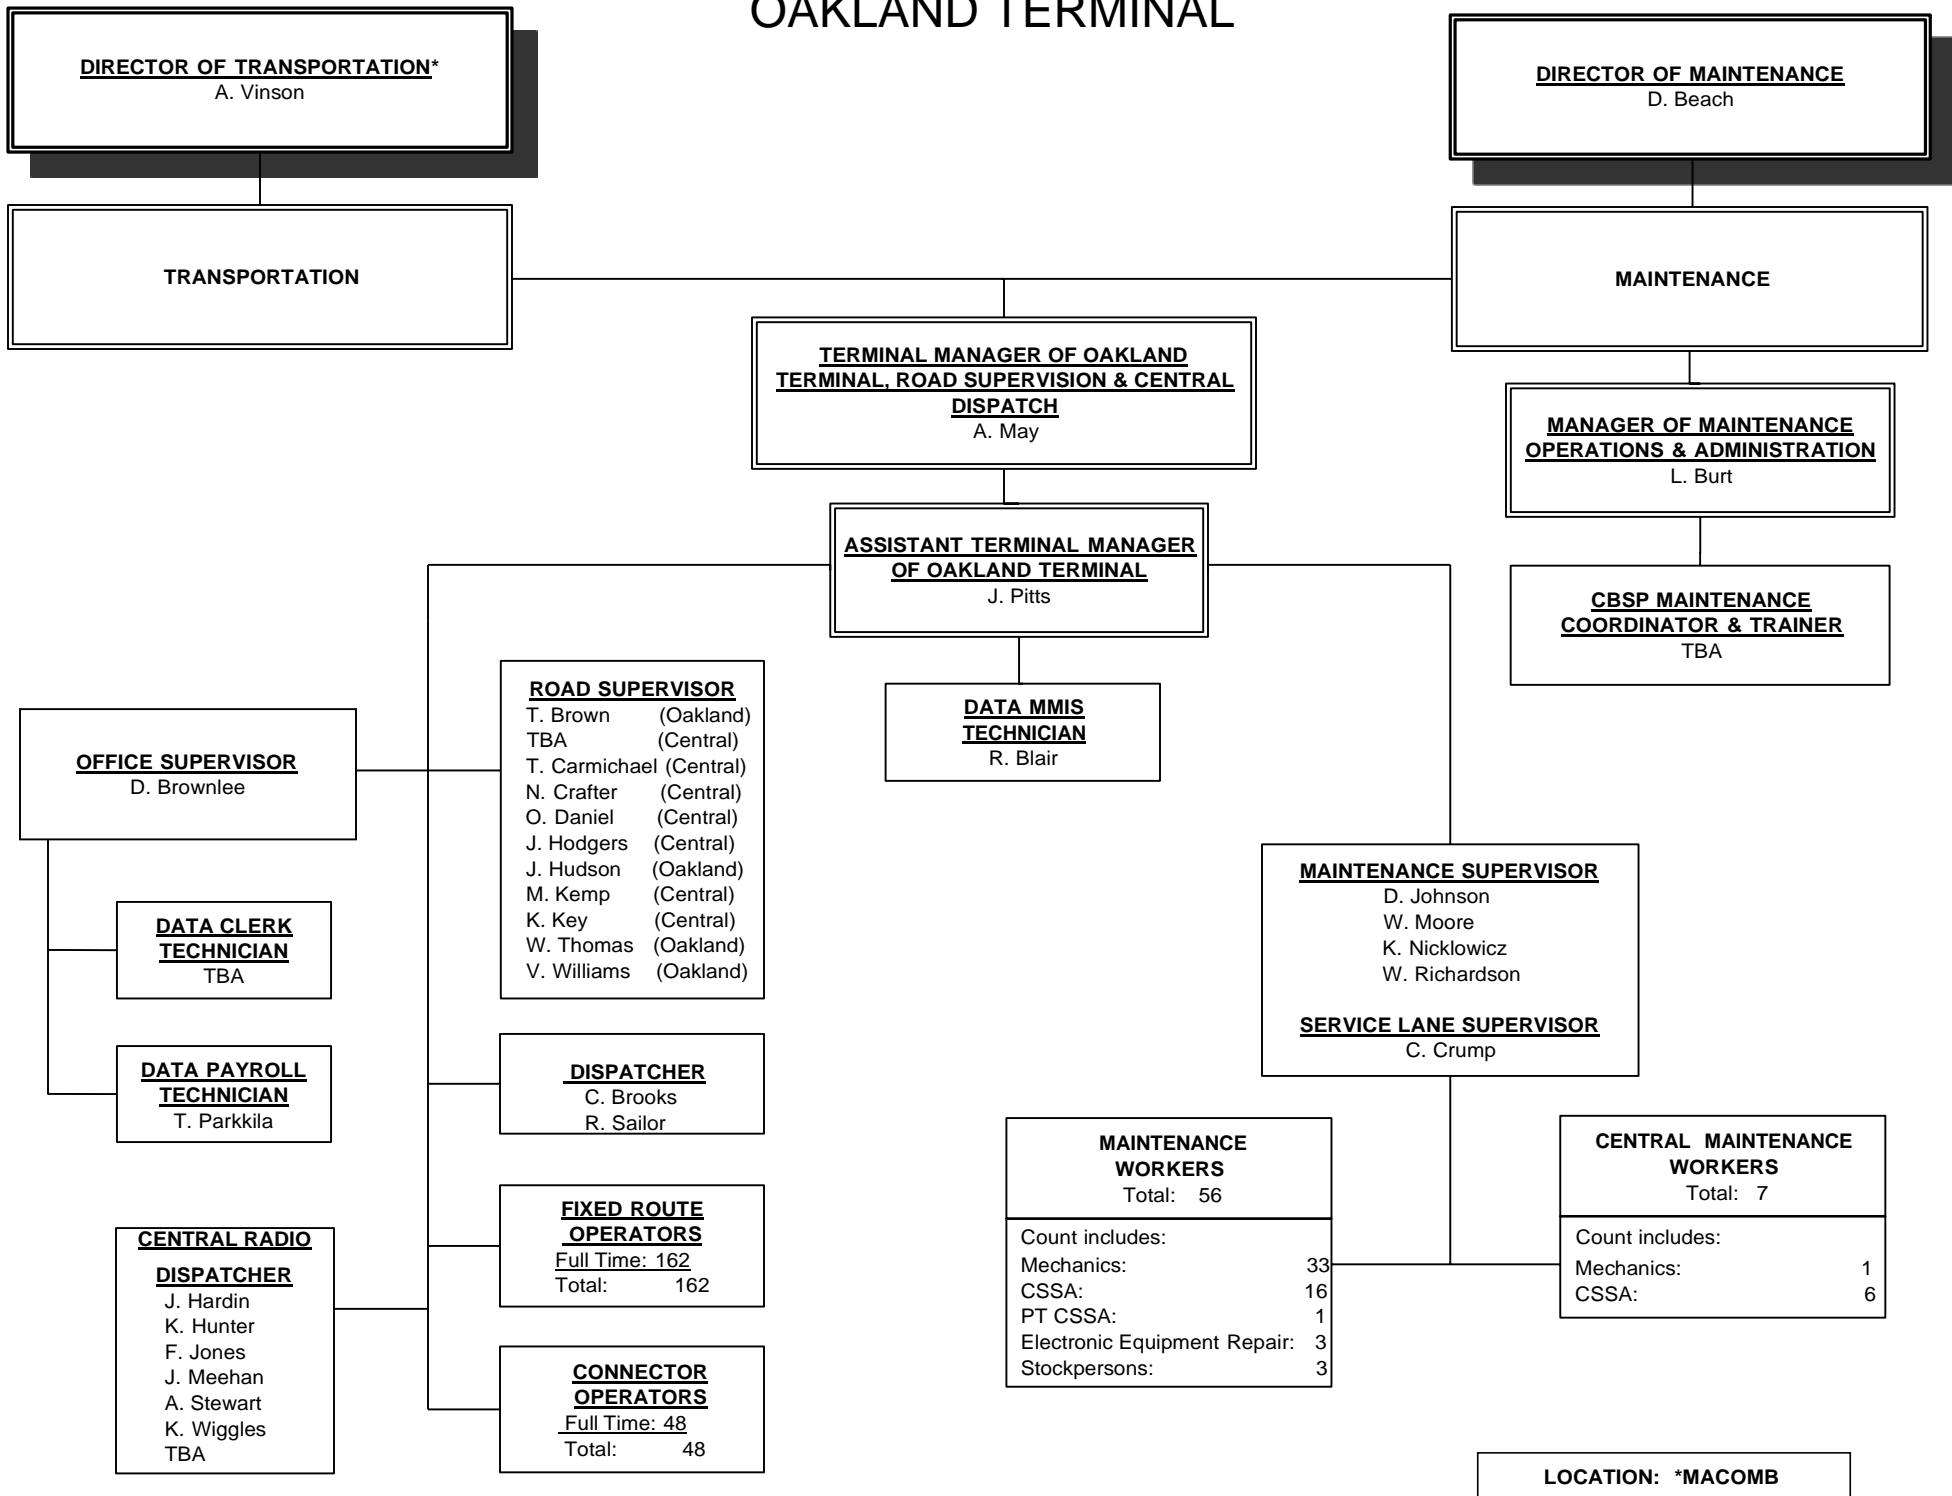 OAKLAND TERMINAL
DIRECTOR OF TRANSPORTATION*
A. Vinson
DIRECTOR OF MAINTENANCE
D. Beach
TRANSPORTATION
MAINTENANCE
TERMINAL MANAGER OF OAKLAND
TERMINAL, ROAD SUPERVISION & CENTRAL
DISPATCH
A. May
MANAGER OF MAINTENANCE
OPERATIONS & ADMINISTRATION
L. Burt
ASSISTANT TERMINAL MANAGER
OF OAKLAND TERMINAL
J. Pitts
CBSP MAINTENANCE
COORDINATOR & TRAINER
TBA
DATA MMIS
TECHNICIAN
R. Blair
OFFICE SUPERVISOR
D. Brownlee
ROAD SUPERVISOR
T. Brown (Oakland)
TBA (Central)
T. Carmichael (Central)
N. Crafter (Central)
O. Daniel (Central)
J. Hodgers (Central)
J. Hudson (Oakland)
M. Kemp (Central)
K. Key (Central)
W. Thomas (Oakland)
V. Williams (Oakland)
DATA CLERK
TECHNICIAN
TBA
DATA PAYROLL
TECHNICIAN
T. Parkkila
DISPATCHER
C. Brooks
R. Sailor
FIXED ROUTE
OPERATORS
Full Time: 162
Total: 162
CENTRAL RADIO
DISPATCHER
J. Hardin
K. Hunter
F. Jones
J. Meehan
A. Stewart
K. Wiggles
TBA
CONNECTOR
OPERATORS
Full Time: 48
Total: 48
MAINTENANCE SUPERVISOR
D. Johnson
W. Moore
K. Nicklowicz
W. Richardson
SERVICE LANE SUPERVISOR
C. Crump
MAINTENANCE
WORKERS
Total: 56
Count includes:
Mechanics: 33
CSSA: 16
PT CSSA: 1
Electronic Equipment Repair: 3
Stockpersons: 3
CENTRAL MAINTENANCE
WORKERS
Total: 7
Count includes:
Mechanics: 1
CSSA: 6
LOCATION: *MACOMB